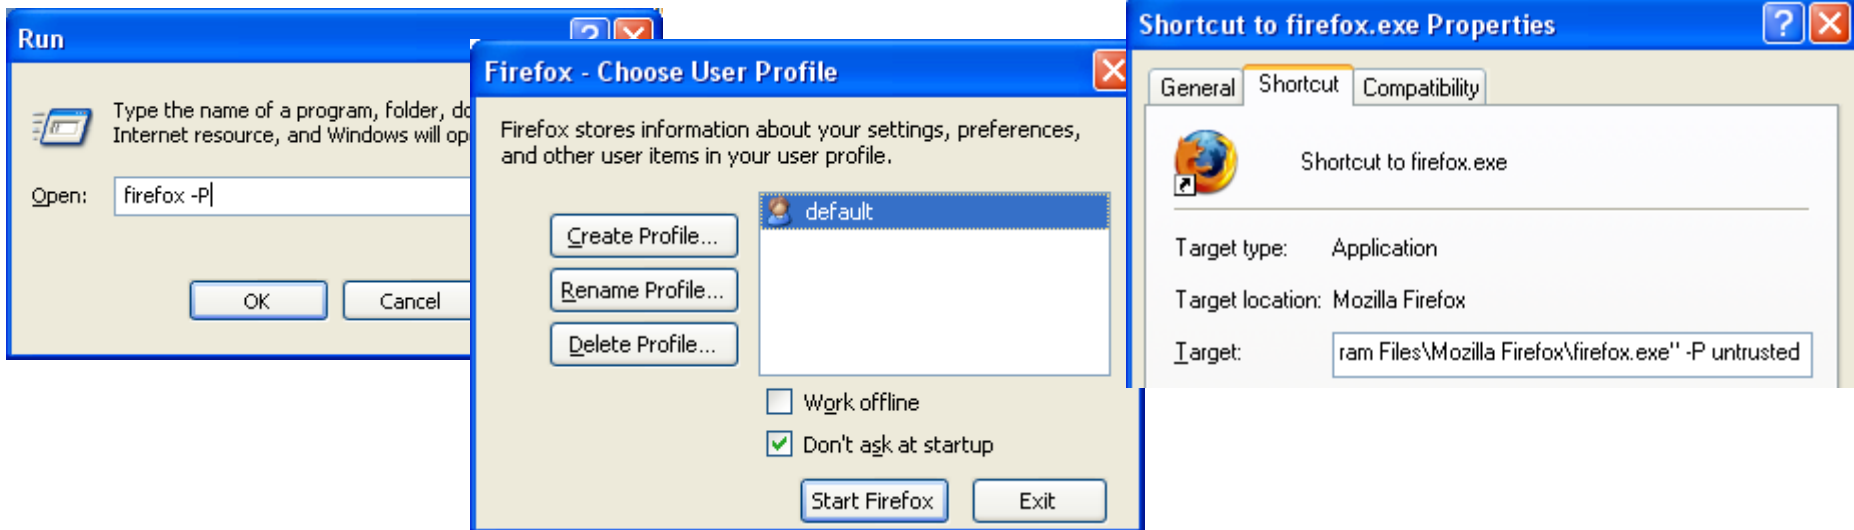 Run
Type the name of a program, folder, do
Internet resource, and Windows will op
Open:
firefox -P
OK
Cancel
Firefox - Choose User Profile
Firefox stores information about your settings, preferences,
and other user items in your user profile.
Create Profile...
Rename Profile...
Delete Profile...
default
Work offline
Don't ask at startup
Start Firefox
Exit
Shortcut to firefox.exe Properties
?
General
Shortcut
Compatibility
Shortcut to firefox.exe
Target type: Application
Target location: Mozilla Firefox
Target: ram Files\Mozilla Firefox\firefox.exe" -P untrusted